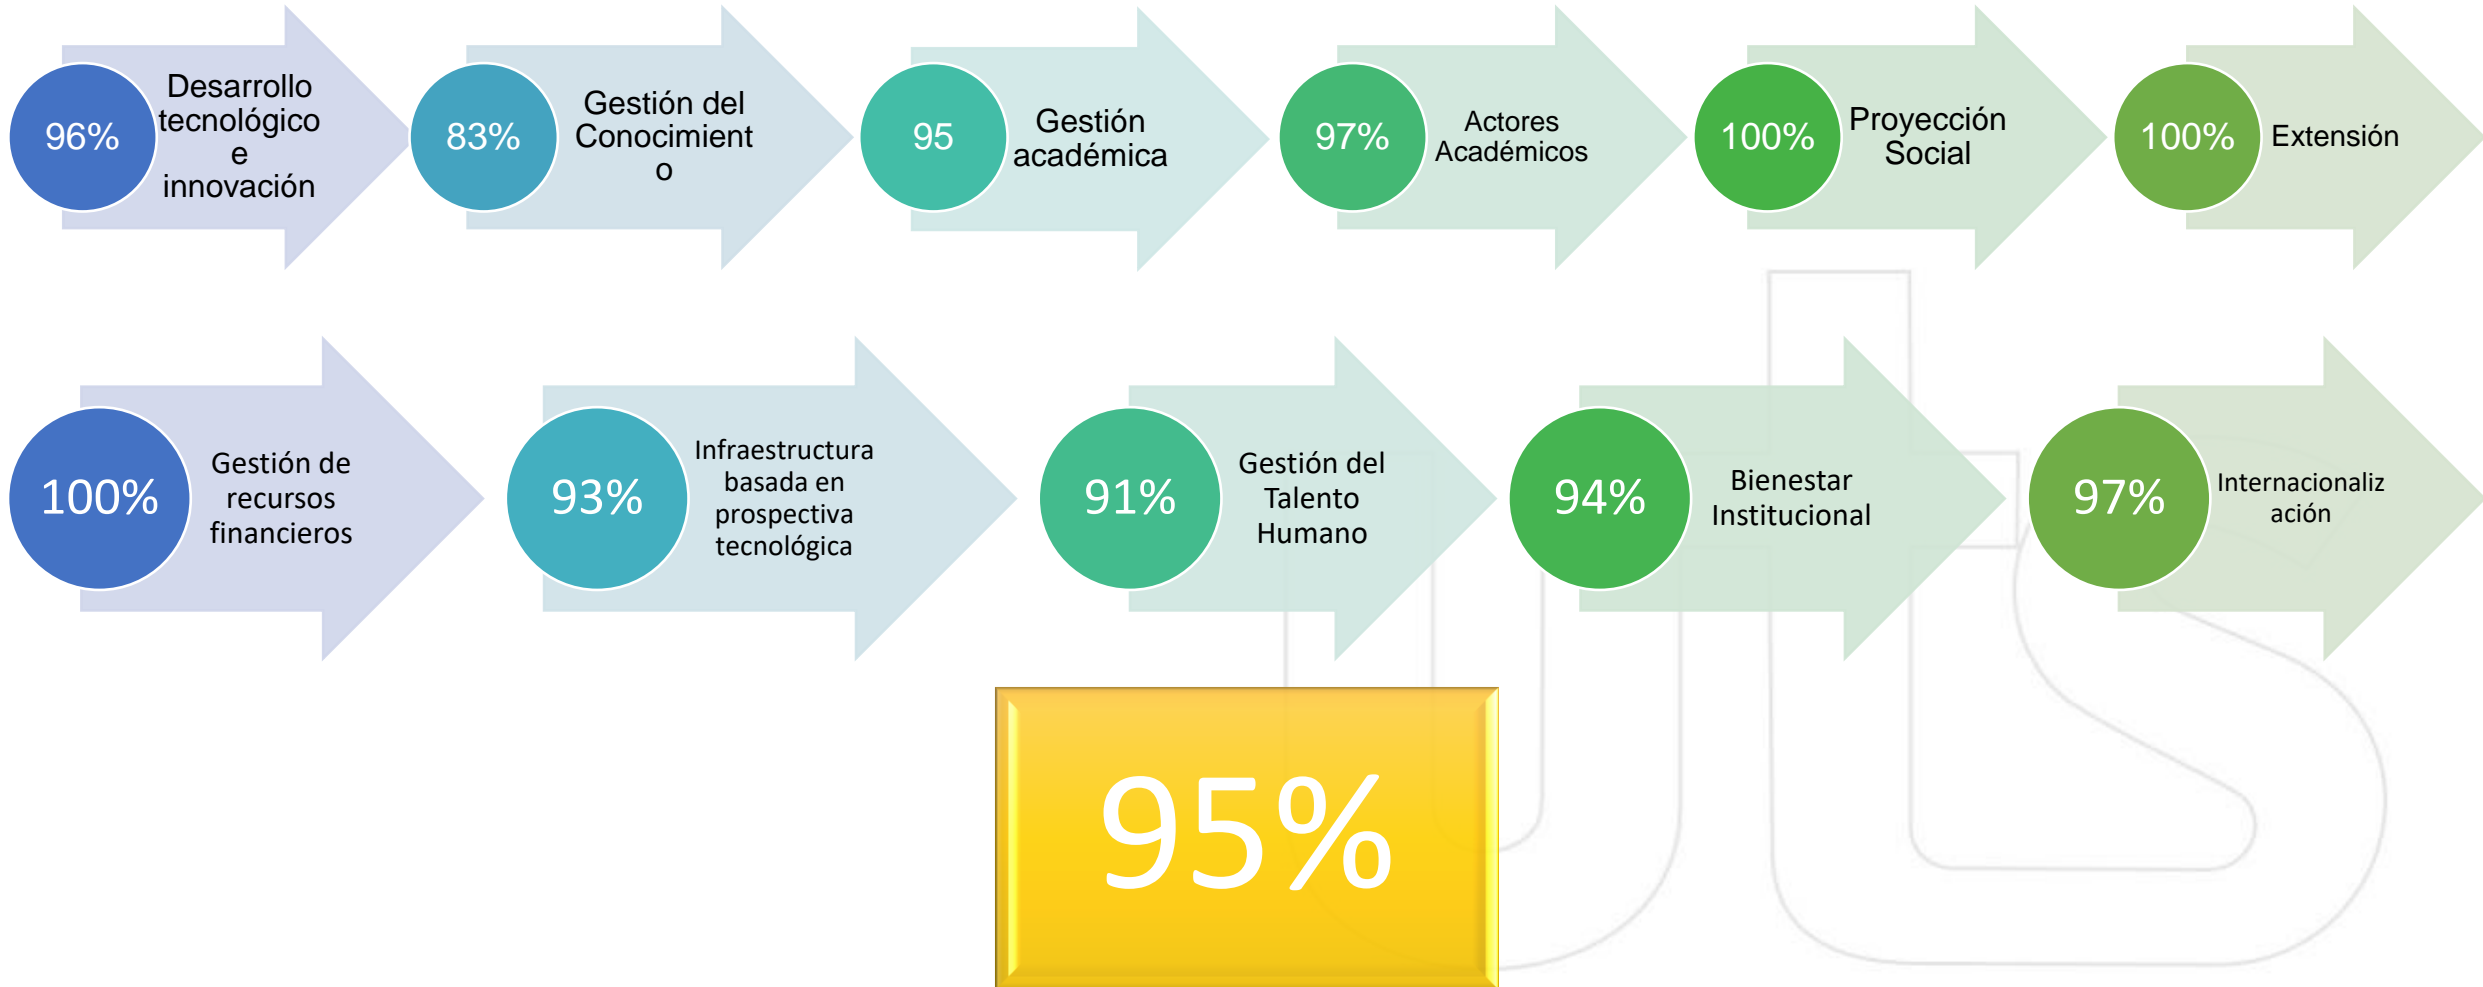 96%
Desarrollo
tecnológico
e
innovación
83%
Gestión del
Conocimient
o
95
Gestión
académica
97%
Actores
Académicos
100%
Proyección
Social
100%
Extensión
100%
Gestión de
recursos
financieros
93%
Infraestructura
basada en
prospectiva
tecnológica
91%
Gestión del
Talento
Humano
94%
Bienestar
Institucional
97%
Internacionaliz
ación
95%
uts